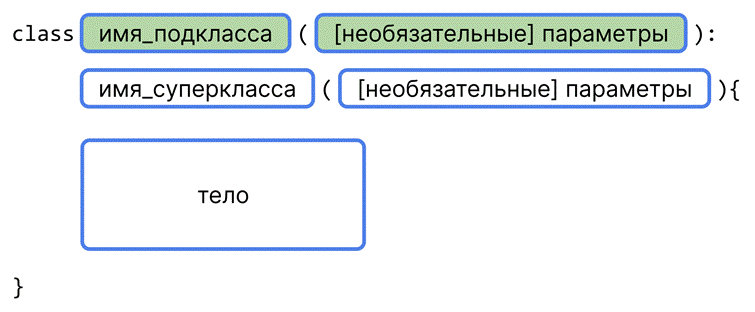 class имя_подкласса ( [необязательные] параметры ):
имя_суперкласса ( [необязательные] параметры ){
тело
}